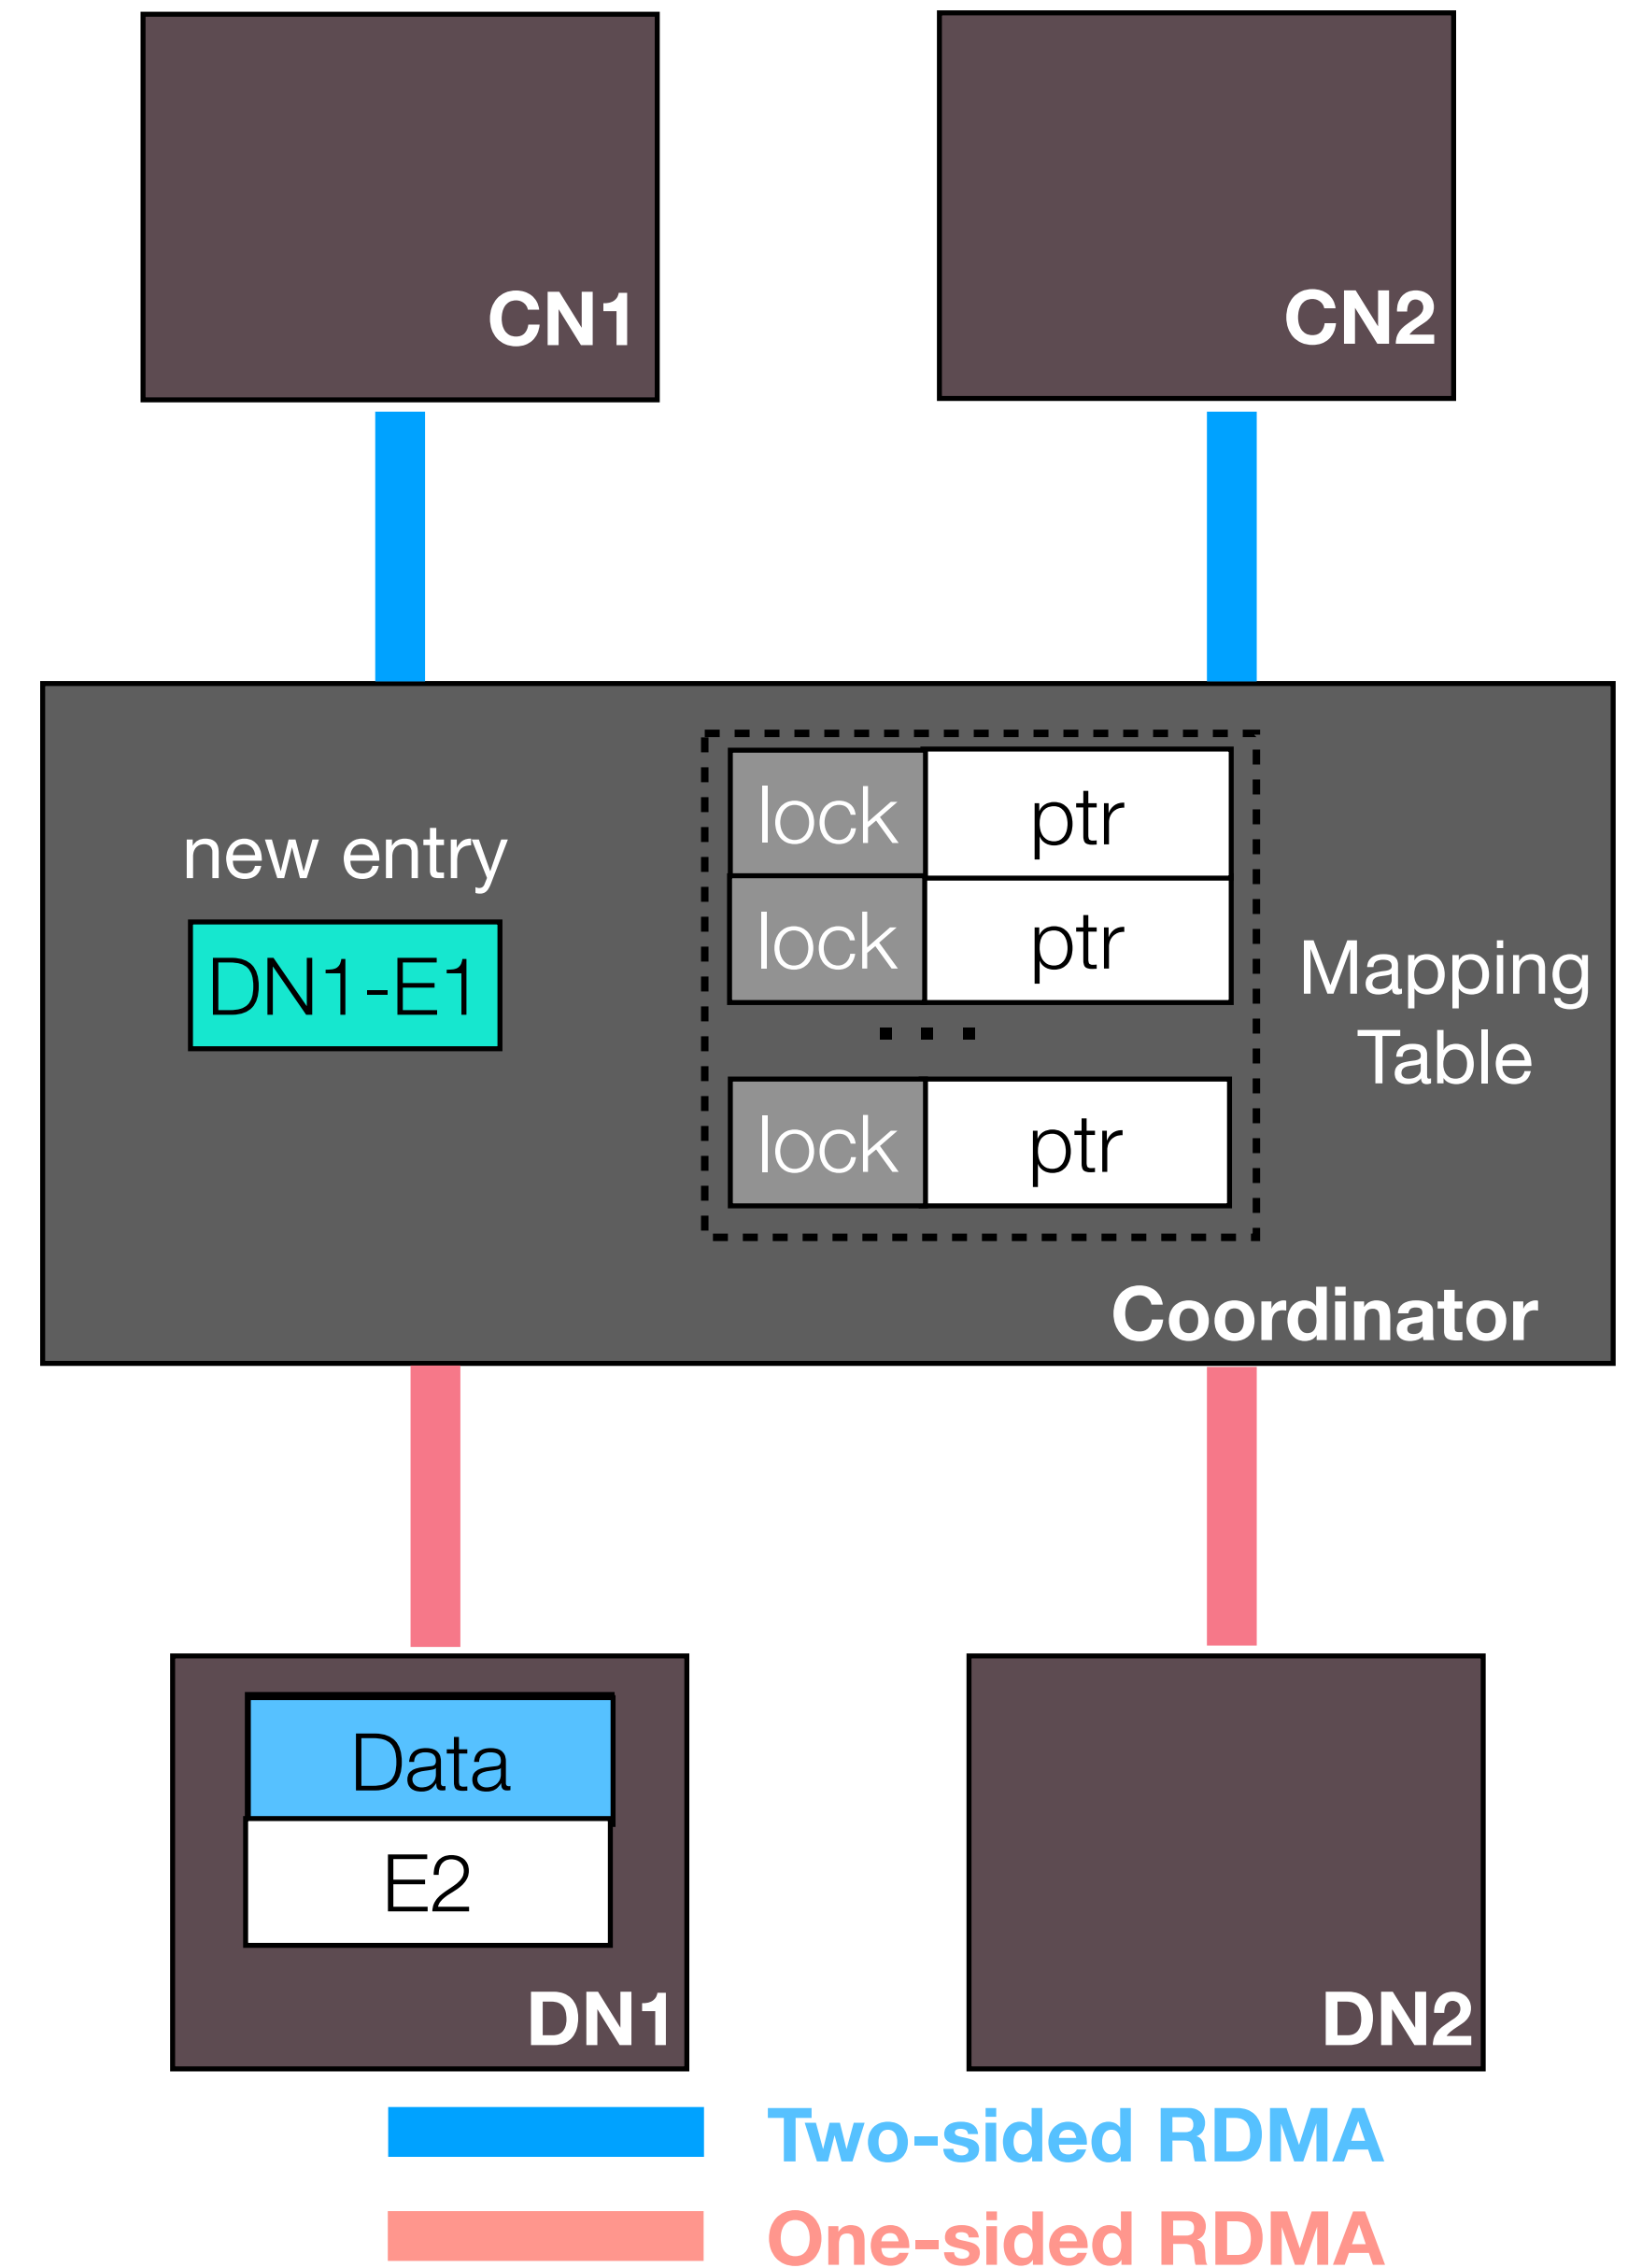 CN1
CN2
new entry
DN1-E1
lock ptr
lock ptr
...
lock ptr
Mapping
Table
Coordinator
Data
E2
DN1
DN2
Two-sided RDMA
One-sided RDMA